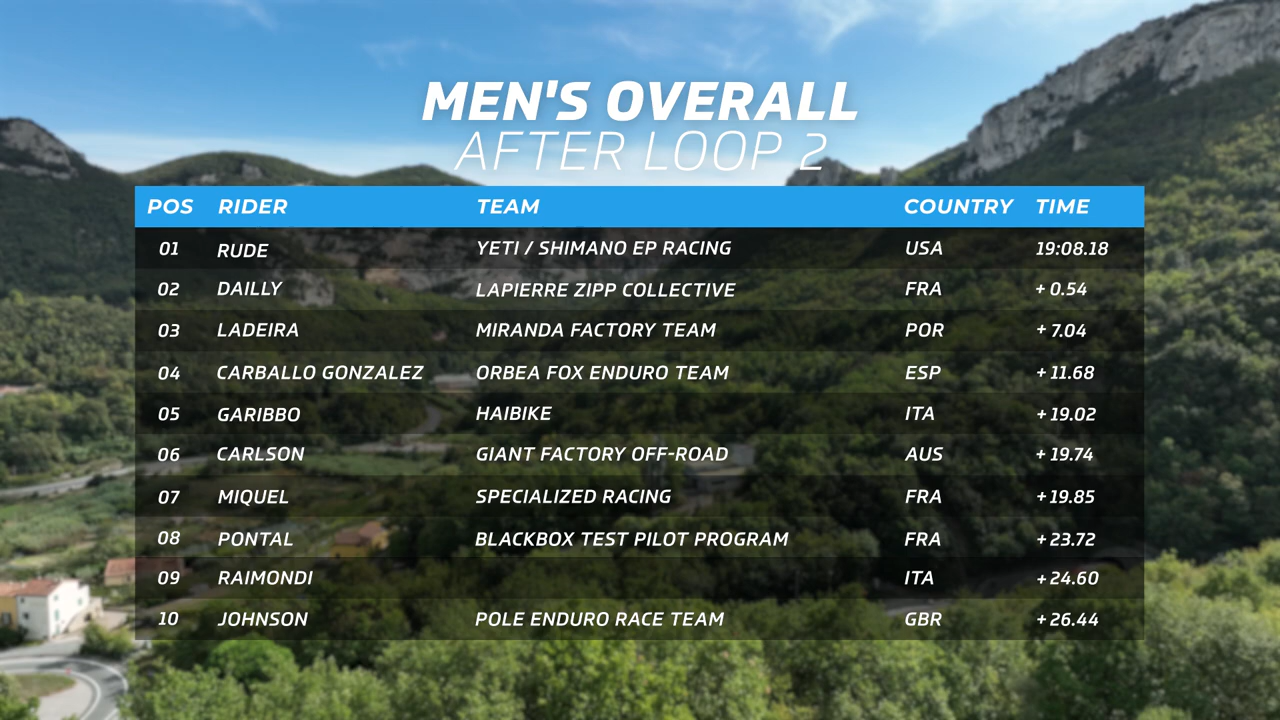 MEN'S OVERALL
AFTER LOOP 2
POS RIDER TEAM COUNTRY TIME
01 RUDE YETI / SHIMANO EP RACING USA 19:08.18
02 DAILLY LAPIERRE ZIPP COLLECTIVE FRA + 0.54
03 LADEIRA MIRANDA FACTORY TEAM POR + 7.04
04 CARBALLO GONZALEZ ORBEA FOX ENDURO TEAM ESP + 11.68
05 GARIBBO HAIBIKE ITA + 19.02
06 CARLSON GIANT FACTORY OFF-ROAD AUS + 19.74
07 MIQUEL SPECIALIZED RACING FRA + 19.85
08 PONTAL BLACKBOX TEST PILOT PROGRAM FRA + 23.72
09 RAIMONDI ITA + 24.60
10 JOHNSON POLE ENDURO RACE TEAM GBR + 26.44